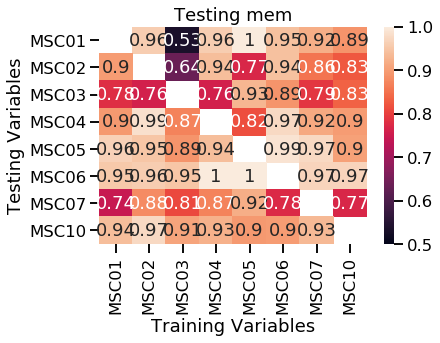 Testing mem
MSC01 0.96 0.53 0.96 1 0.95 0.92 0.89
MSC02 0.9 0.64 0.94 0.77 0.94 0.86 0.83
MSC03 0.78 0.76 0.76 0.93 0.89 0.79 0.83
MSC04 0.9 0.99 0.87 0.82 0.97 0.92 0.9
MSC05 0.96 0.95 0.89 0.94 0.99 0.97 0.9
MSC06 0.95 0.96 0.95 1 1 0.97 0.97
MSC07 0.74 0.88 0.81 0.87 0.92 0.78 0.77
MSC10 0.94 0.97 0.91 0.93 0.9 0.9 0.93
MSC01 MSC02 MSC03 MSC04 MSC05 MSC06 MSC07 MSC10
Training Variables
Testing Variables
1.0
0.9
0.8
0.7
0.6
0.5